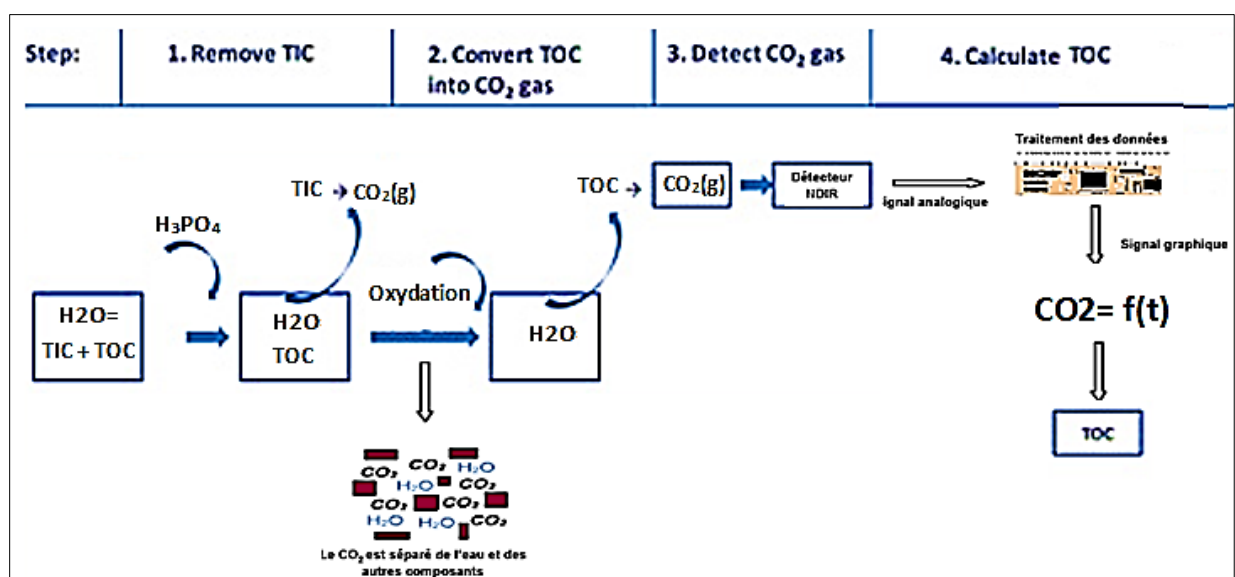 Step:
1. Remove TIC
2. Convert TOC
into CO₂ gas
3. Detect CO₂ gas
4. Calculate TOC
H₃PO₄
TIC → CO₂(g)
Oxydation
TOC →
CO₂(g)
Détecteur
NDIR
ignal analogique
Traitement des données
Signal graphique
H2O=
TIC + TOC
H2O
TOC
H2O
CO2= f(t)
TOC
CO₂ CO₂ H₂O
CO₂ H₂O CO₂
CO₂ CO₂
H₂O H₂O CO₂
Le CO₂ est séparé de l'eau et des
autres composants